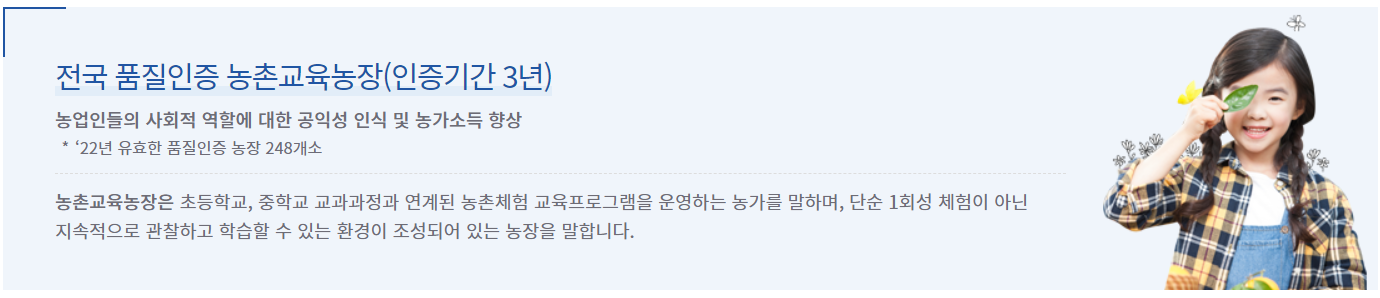 전국 품질인증 농촌교육농장(인증기간 3년)
농업인들의 사회적 역할에 대한 공익성 인식 및 농가소득 향상
* ‘22년 유효한 품질인증 농장 248개소
농촌교육농장은 초등학교, 중학교 교과과정과 연계된 농촌체험 교육프로그램을 운영하는 농가를 말하며, 단순 1회성 체험이 아닌
지속적으로 관찰하고 학습할 수 있는 환경이 조성되어 있는 농장을 말합니다.